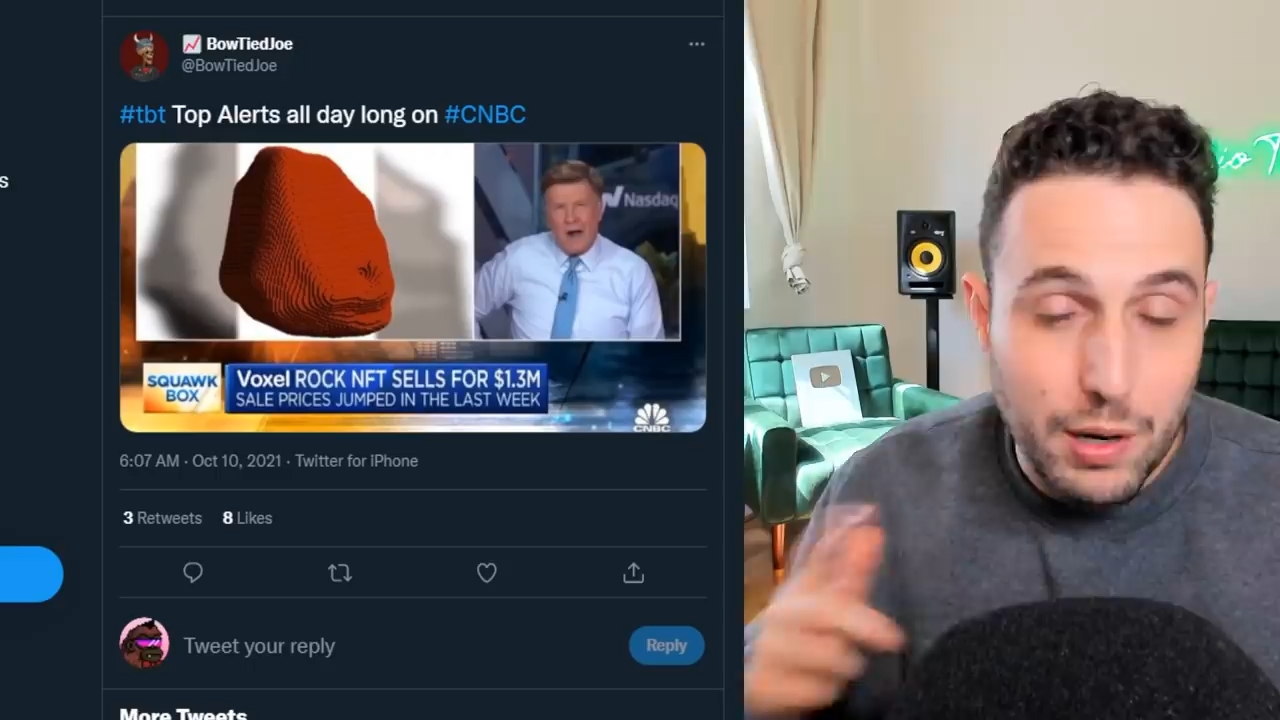 📈 BowTiedJoe
@BowTiedJoe
#tbt Top Alerts all day long on #CNBC
Nasdaq
SQUAWK
BOX
Voxel ROCK NFT SELLS FOR $1.3M
SALE PRICES JUMPED IN THE LAST WEEK
CNBC
6:07 AM · Oct 10, 2021 · Twitter for iPhone
3 Retweets 8 Likes
Tweet your reply
Reply
More Tweets
s
io T